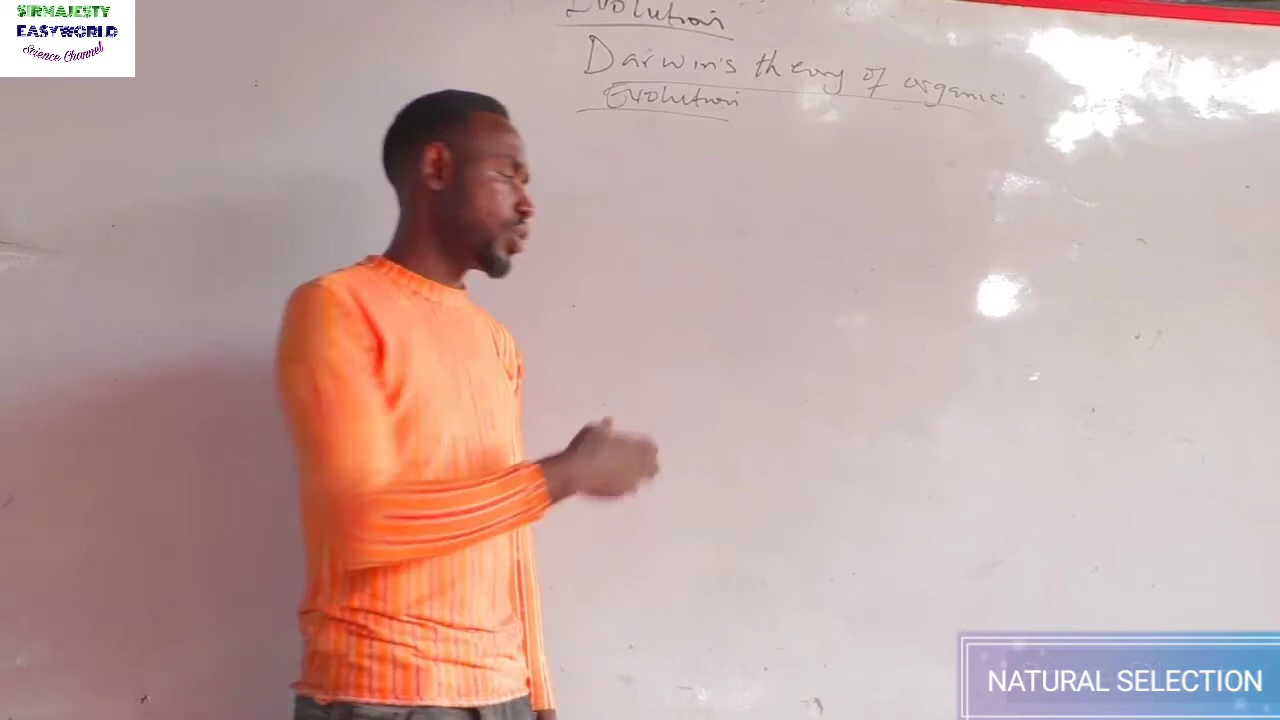 SIRMAJESTY
EASYWORLD
Science Channel
Evolution
Darwin's theory of organic
Evolution
NATURAL SELECTION